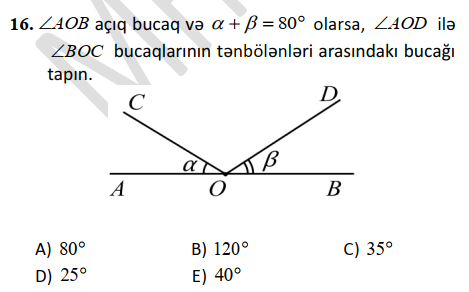 16. ∠AOB açıq bucaq və α + β = 80° olarsa, ∠AOD ilə
∠BOC bucaqlarının tənbölənləri arasındakı bucağı
tapın.
C D
α β
A O B
A) 80° B) 120° C) 35°
D) 25° E) 40°